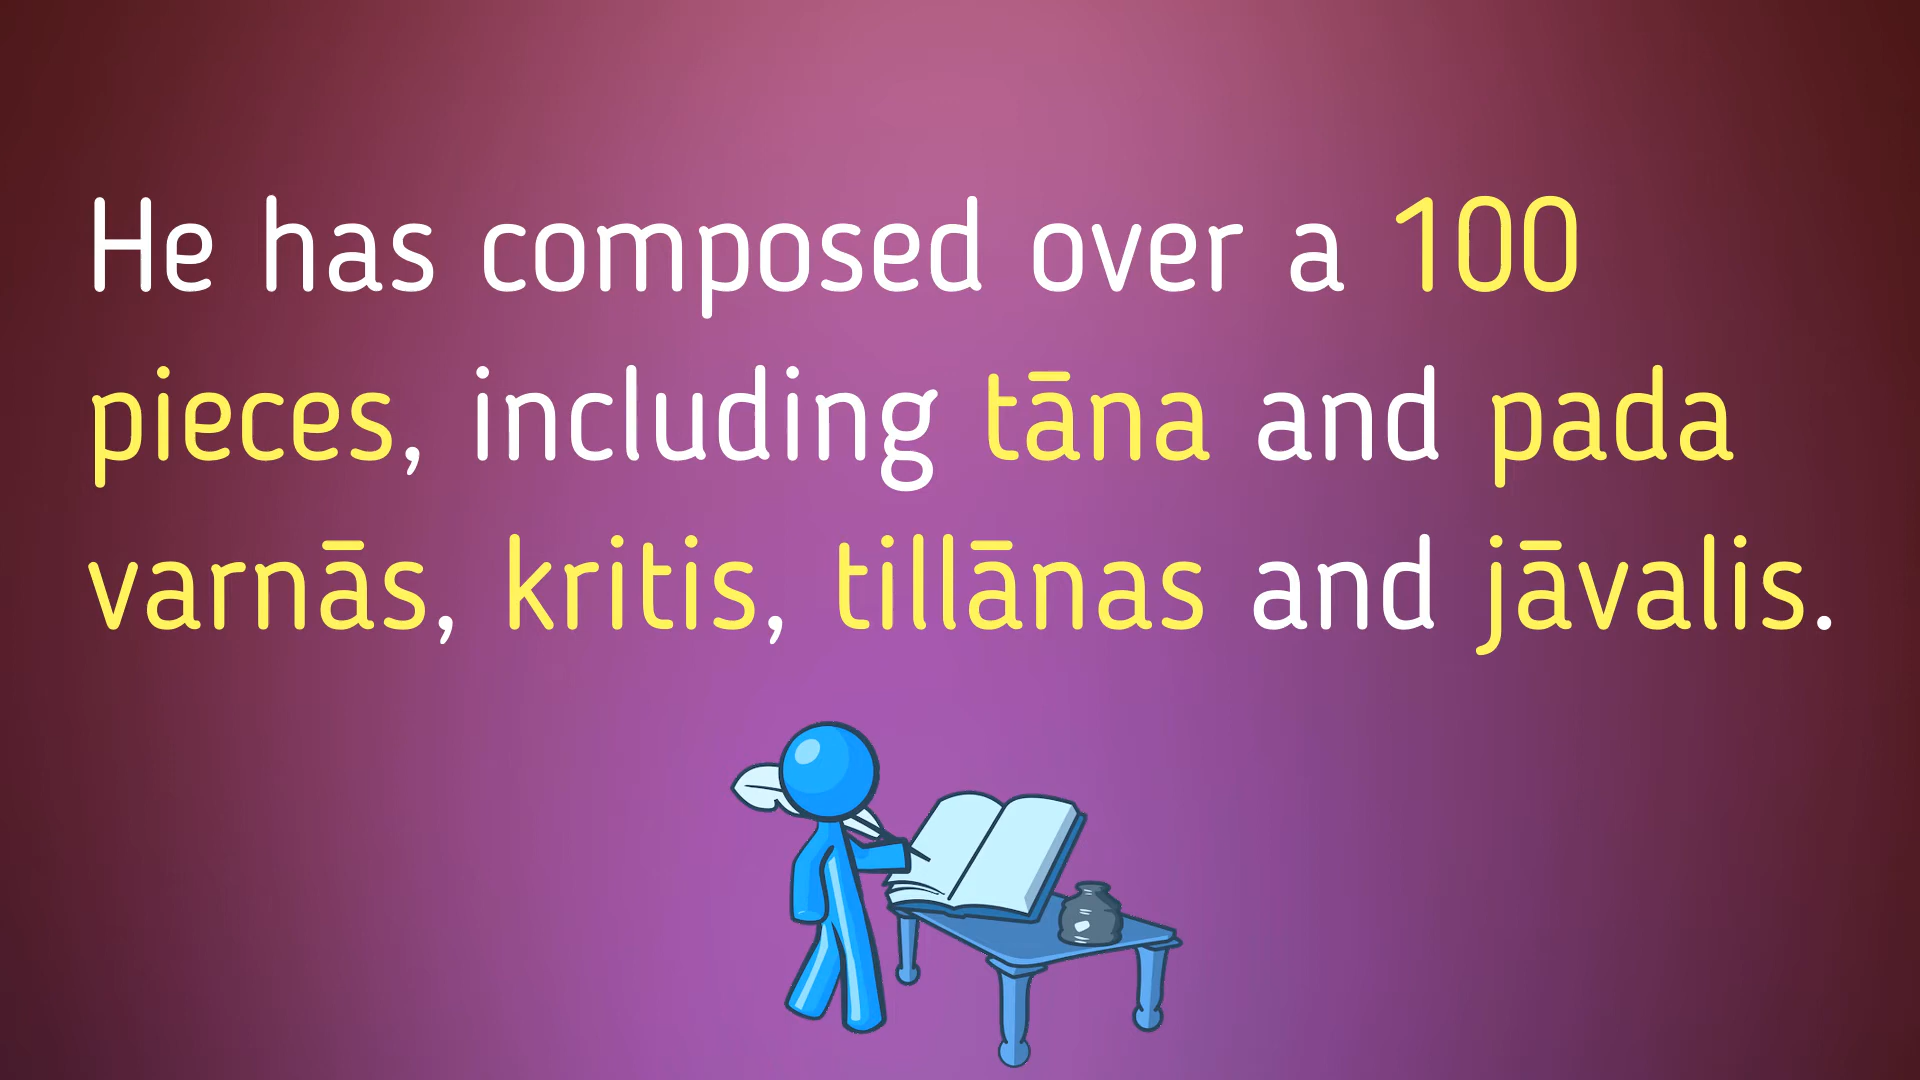 He has composed over a 100
pieces, including tāna and pada
varnās, kritis, tillānas and jāvalis.